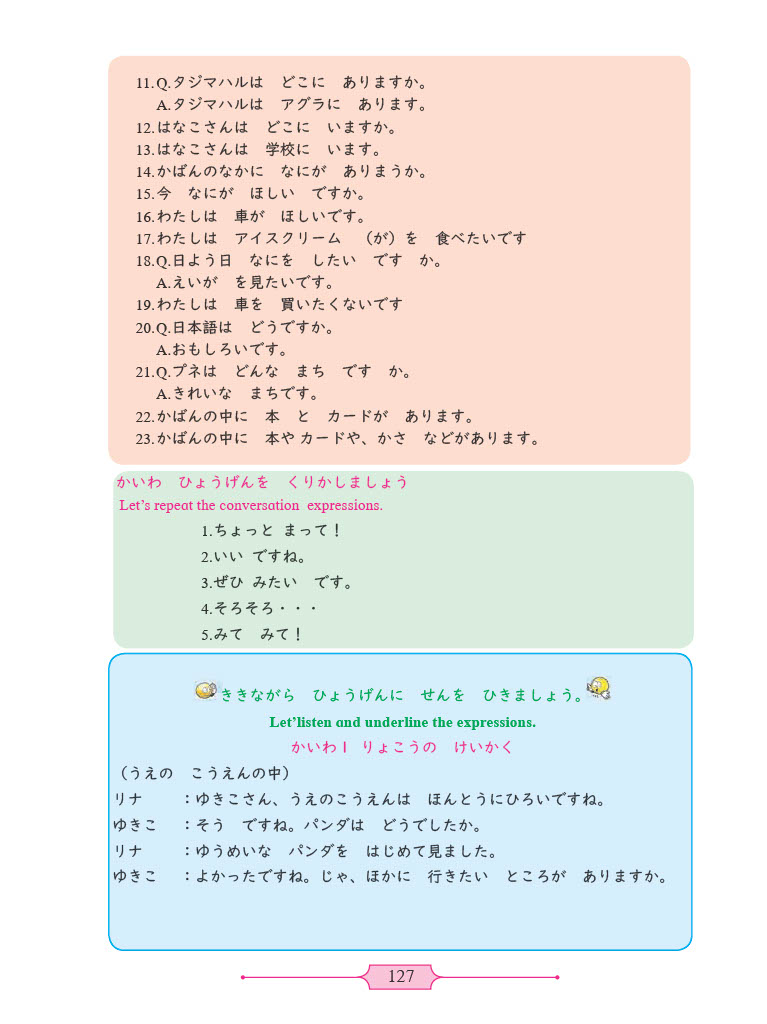 11.Q.タジマハルは　どこに　ありますか。
A.タジマハルは　アグラに　あります。
12.はなこさんは　どこに　いますか。
13.はなこさんは　学校に　います。
14.かばんのなかに　なにが　ありまうか。
15.今　なにが　ほしい　ですか。
16.わたしは　車が　ほしいです。
17.わたしは　アイスクリーム　（が）を　食べたいです
18.Q.日よう日　なにを　したい　です　か。
A.えいが　を見たいです。
19.わたしは　車を　買いたくないです
20.Q.日本語は　どうですか。
A.おもしろいです。
21.Q.プネは　どんな　まち　です　か。
A.きれいな　まちです。
22.かばんの中に　本　と　カードが　あります。
23.かばんの中に　本や カードや、かさ　などがあります。
かいわ　ひょうげんを　くりかしましょう
Let’s repeat the conversation expressions.
1.ちょっと まって！
2.いい ですね。
3.ぜひ みたい　です。
4.そろそろ・・・
5.みて　みて！
ききながら　ひょうげんに　せんを　ひきましょう。
Let’listen and underline the expressions.
かいわ１ りょこうの　けいかく
（うえの　こうえんの中）
リナ　　：ゆきこさん、うえのこうえんは　ほんとうにひろいですね。
ゆきこ　：そう　ですね。パンダは　どうでしたか。
リナ　　：ゆうめいな　パンダを　はじめて見ました。
ゆきこ　：よかったですね。じゃ、ほかに　行きたい　ところが　ありますか。
127